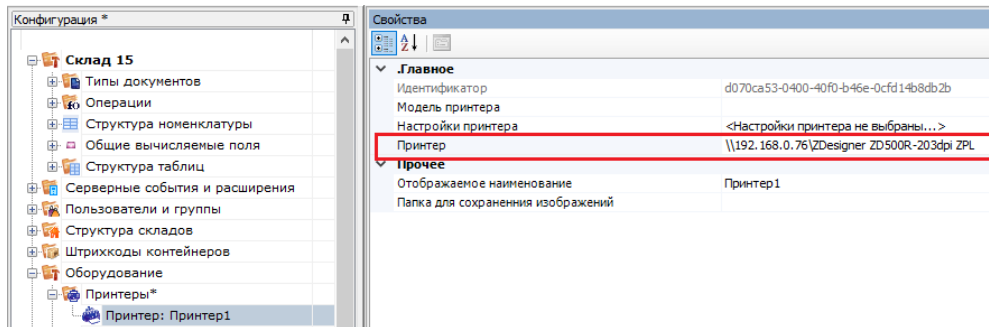 Конфигурация *
Склад 15
Типы документов
Операции
Структура номенклатуры
Общие вычисляемые поля
Структура таблиц
Серверные события и расширения
Пользователи и группы
Структура складов
Штрихкоды контейнеров
Оборудование
Принтеры*
Принтер: Принтер1
Свойства
.Главное
Идентификатор d070ca53-0400-40f0-b46e-0cfd14b8db2b
Модель принтера
Настройки принтера <Настройки принтера не выбраны...>
Принтер \\192.168.0.76\ZDesigner ZD500R-203dpi ZPL
Прочее
Отображаемое наименование Принтер1
Папка для сохраненния изображений